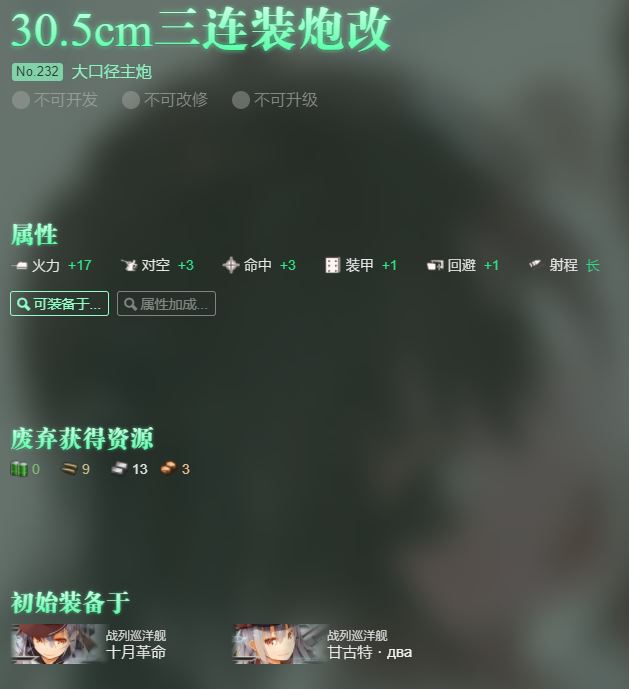 30.5cm三连装炮改
No.232 大口径主炮
不可开发 不可改修 不可升级
属性
火力 +17 对空 +3 命中 +3 装甲 +1 回避 +1 射程 长
可装备于... 属性加成...
废弃获得资源
0 9 13 3
初始装备于
战列巡洋舰 战列巡洋舰
十月革命 甘古特·два